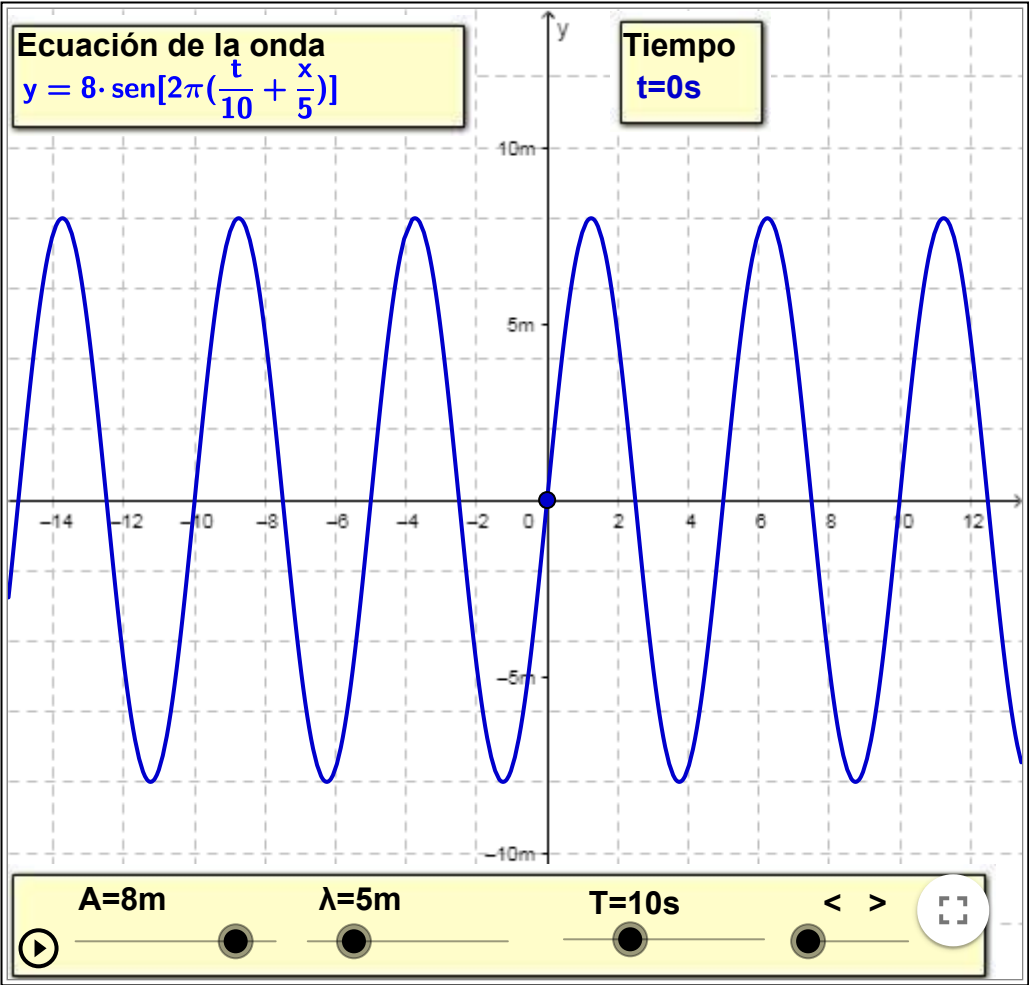 Ecuación de la onda
y = 8· sen[2π(t/10 + x/5)]
Tiempo
t=0s
y
10m
5m
−14 −12 −10 −8 −6 −4 −2 0 2 4 6 8 10 12
−5m
−10m
A=8m λ=5m T=10s < >